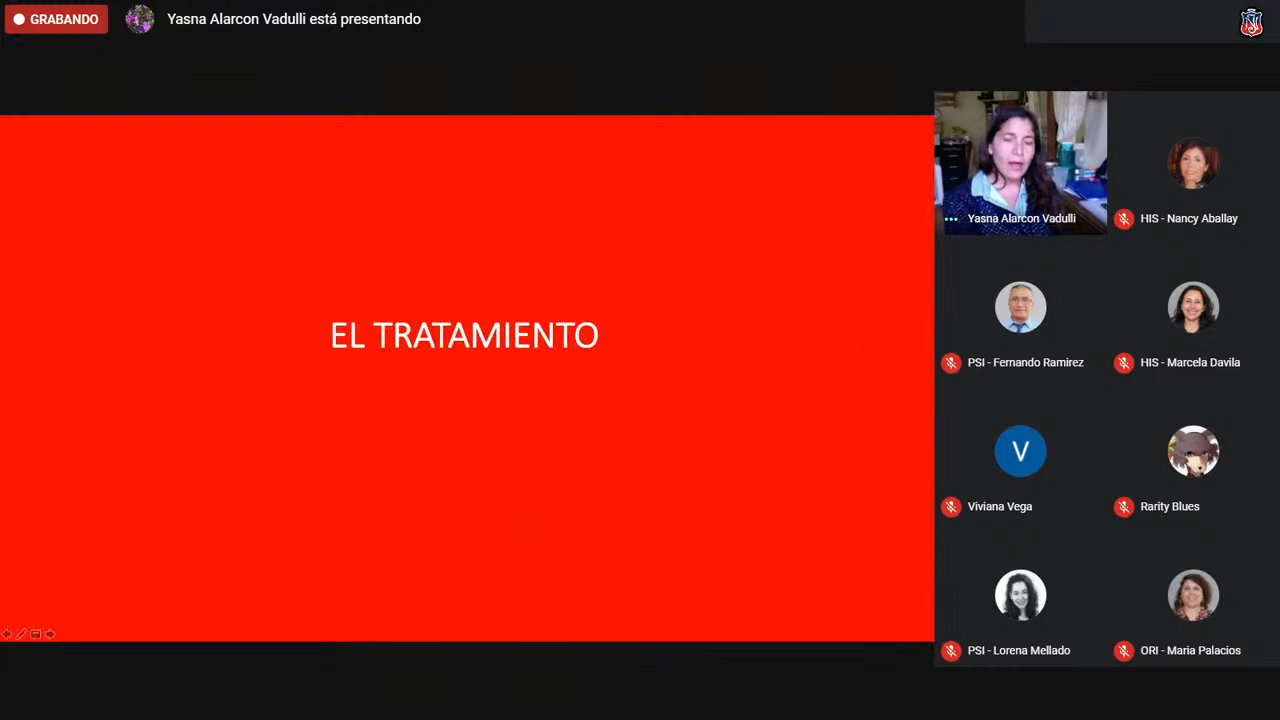 GRABANDO
Yasna Alarcon Vadulli está presentando
EL TRATAMIENTO
Yasna Alarcon Vadulli
HIS - Nancy Aballay
PSI - Fernando Ramirez
HIS - Marcela Davila
V
Viviana Vega
Rarity Blues
PSI - Lorena Mellado
ORI - Maria Palacios